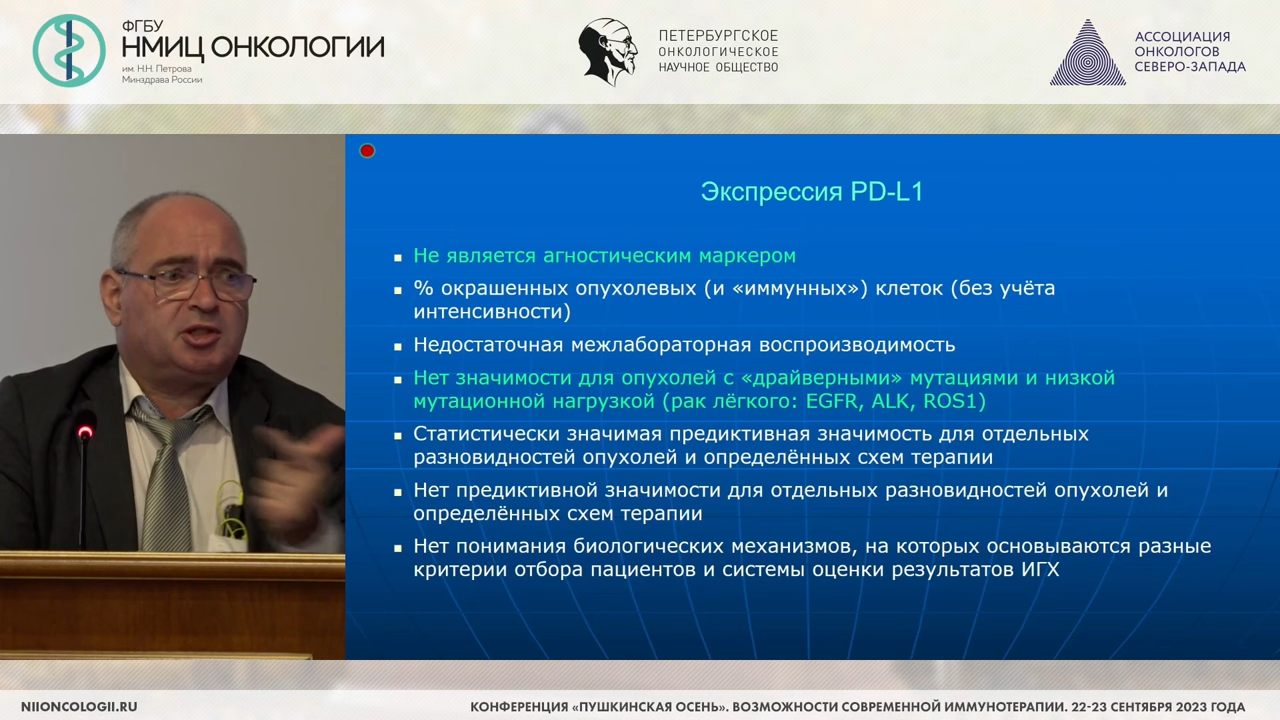 ФГБУ
НМИЦ ОНКОЛОГИИ
им. Н.Н. Петрова
Минздрава России
ПЕТЕРБУРГСКОЕ
ОНКОЛОГИЧЕСКОЕ
НАУЧНОЕ ОБЩЕСТВО
АССОЦИАЦИЯ
ОНКОЛОГОВ
СЕВЕРО-ЗАПАДА
Экспрессия PD-L1
Не является агностическим маркером
% окрашенных опухолевых (и «иммунных») клеток (без учёта
интенсивности)
Недостаточная межлабораторная воспроизводимость
Нет значимости для опухолей с «драйверными» мутациями и низкой
мутационной нагрузкой (рак лёгкого: EGFR, ALK, ROS1)
Статистически значимая предиктивная значимость для отдельных
разновидностей опухолей и определённых схем терапии
Нет предиктивной значимости для отдельных разновидностей опухолей и
определённых схем терапии
Нет понимания биологических механизмов, на которых основываются разные
критерии отбора пациентов и системы оценки результатов ИГХ
NIIONCOLOGII.RU
КОНФЕРЕНЦИЯ «ПУШКИНСКАЯ ОСЕНЬ». ВОЗМОЖНОСТИ СОВРЕМЕННОЙ ИММУНОТЕРАПИИ. 22-23 СЕНТЯБРЯ 2023 ГОДА